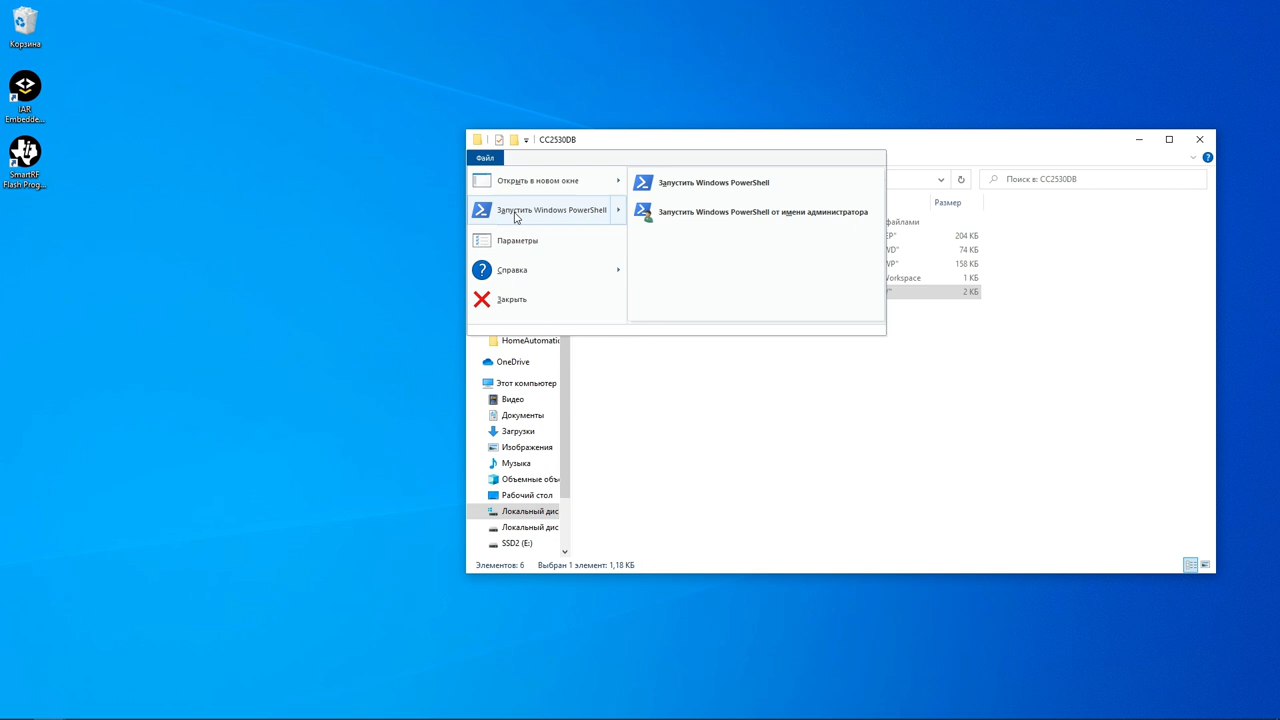 Корзина
IAR
Embedde...
SmartRF
Flash Prog...
CC2530DB
Файл
Открыть в новом окне
Запустить Windows PowerShell
Параметры
Справка
Закрыть
Запустить Windows PowerShell
Запустить Windows PowerShell от имени администратора
Поиск в: CC2530DB
Размер
файлами
EP" 204 КБ
WD" 74 КБ
WP" 158 КБ
Workspace 1 КБ
2 КБ
HomeAutomatic
OneDrive
Этот компьютер
Видео
Документы
Загрузки
Изображения
Музыка
Объемные объ
Рабочий стол
Локальный дис
Локальный дис
SSD2 (E:)
Элементов: 6 Выбран 1 элемент: 1,18 КБ